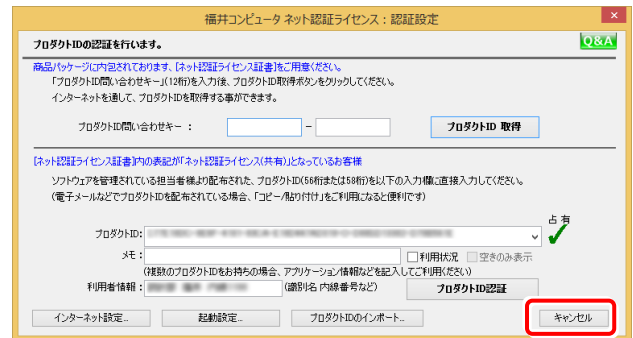 福井コンピュータ ネット認証ライセンス：認証設定
×
プロダクトIDの認証を行います。
Q&A
商品パッケージに内包されております、[ネット認証ライセンス証書]をご用意ください。
「プロダクトID問い合わせキー」(12桁)を入力後、プロダクトID取得ボタンをクリックしてください。
インターネットを通して、プロダクトIDを取得する事ができます。
プロダクトID問い合わせキー ： － プロダクトID 取得
[ネット認証ライセンス証書]内の表記が「ネット認証ライセンス(共有)」となっているお客様
ソフトウェアを管理されている担当者様より配布された、プロダクトID(56桁または58桁)を以下の入力欄に直接入力してください。
(電子メールなどでプロダクトIDを配布されている場合、「コピー/貼り付け」をご利用になると便利です)
占有
プロダクトID:
メモ: 利用状況 空きのみ表示
(複数のプロダクトIDをお持ちの場合、アプリケーション情報などを記入してご利用ください)
利用者情報: (識別名 内線番号など) プロダクトID認証
インターネット設定... 起動設定... プロダクトIDのインポート... キャンセル